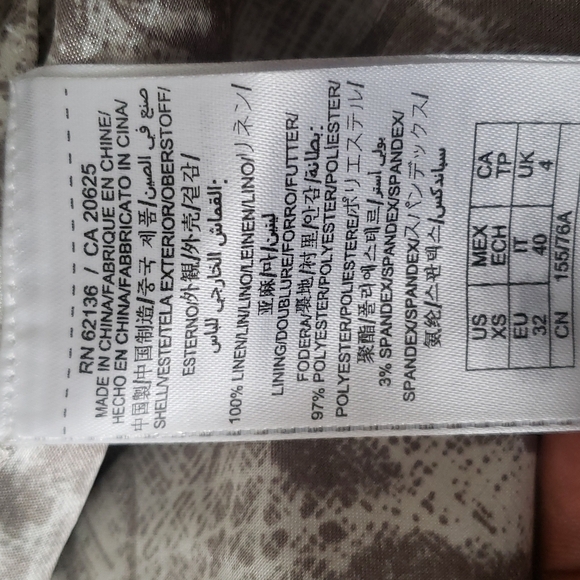 RN 62136 / CA 20625
MADE IN CHINA/FABRIQUE EN CHINE/
HECHO EN CHINA/FABBRICATO IN CINA/
中国製/中国制造/중국 제품/صنع في الصين
SHELL/VESTE/TELA EXTERIOR/OBERSTOFF/
ESTERNO/外観/外壳/겉감/
القماش الخارجي للباس:
100% LINEN/LIN/LINO/LEINEN/LINO/リネン/
亚麻/마/لينين
LINING/DOUBLURE/FORRO/FUTTER/
FODERA/裏地/衬里/안감/بطانة:
97% POLYESTER/POLYESTER/POLIESTER/
POLYESTER/POLIESTERE/ポリエステル/
聚酯/폴리에스테르/بولي استر
3% SPANDEX/SPANDEX/SPANDEX/
SPANDEX/SPANDEX/スパンデックス/
氨纶/스판덱스/سباندكس
US XS MEX ECH CA TP
EU 32 IT 40 UK 4
CN 155/76A